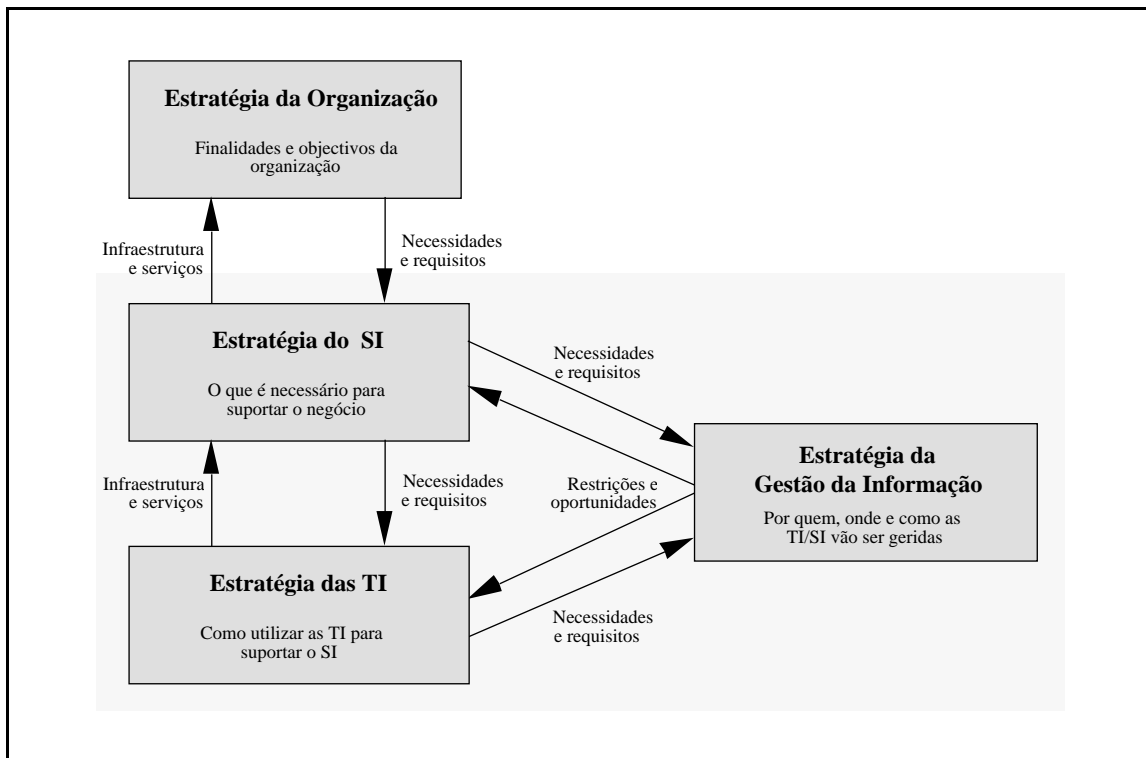 Estratégia da Organização
Finalidades e objectivos da
organização
Infraestrutura
e serviços
Necessidades
e requisitos
Estratégia do SI
O que é necessário para
suportar o negócio
Necessidades
e requisitos
Estratégia da
Gestão da Informação
Por quem, onde e como as
TI/SI vão ser geridas
Infraestrutura
e serviços
Necessidades
e requisitos
Restrições e
oportunidades
Estratégia das TI
Como utilizar as TI para
suportar o SI
Necessidades
e requisitos